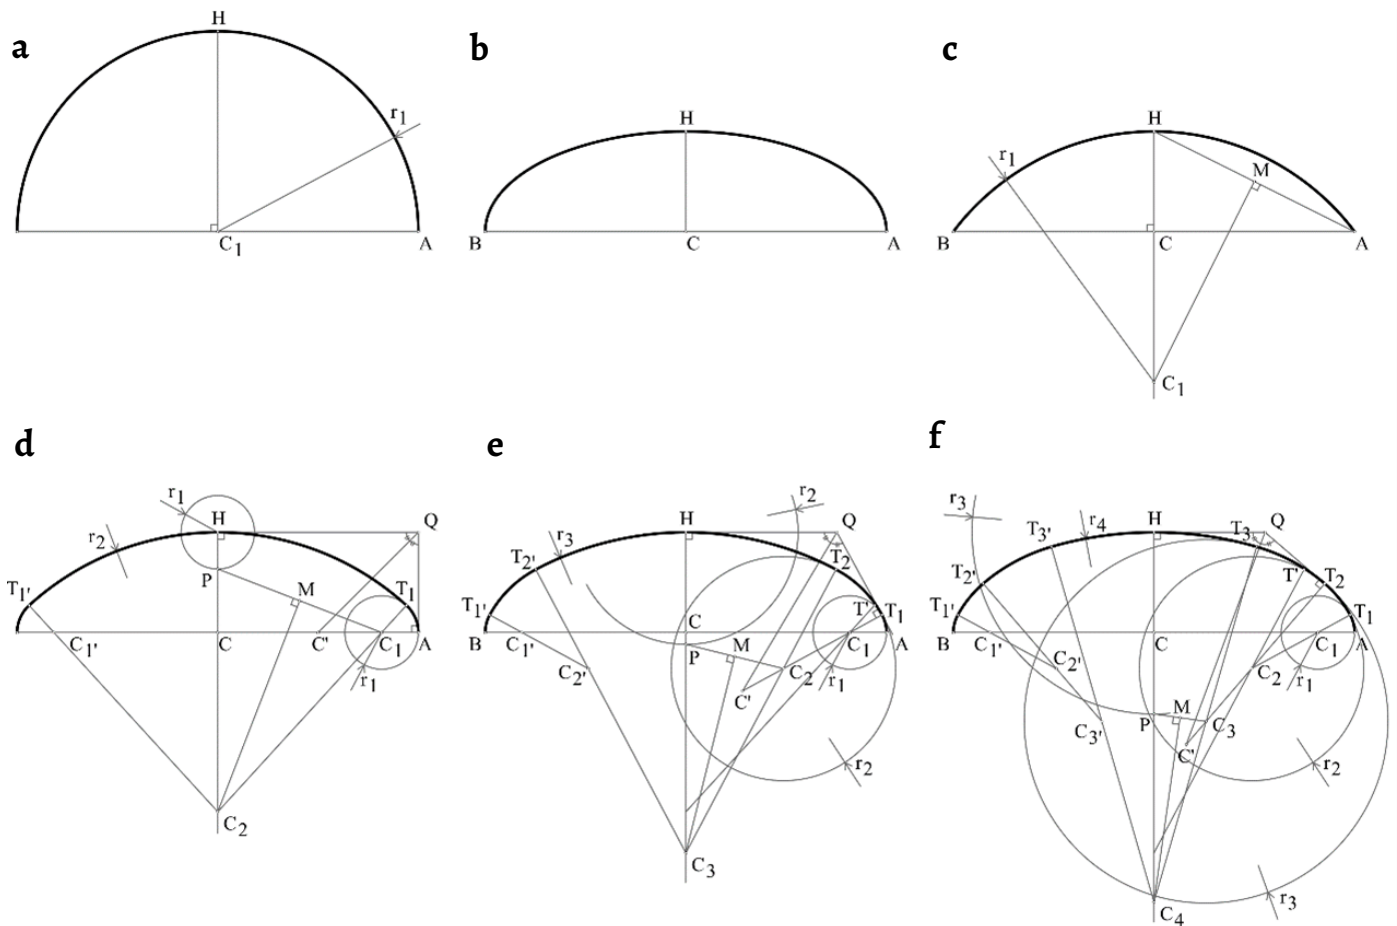 a
H
r1
C1
A
b
H
B
C
A
c
H
r1
M
B
C
A
C1
d
r1
H
Q
r2
P
T1'
M
T1
C1'
C
C'
C1
A
r1
C2
e
r2
H
Q
r3
T2'
T2
T1'
T'
T1
C
B
C1'
P
M
C1
A
C2'
C2
r1
C'
r2
C3
f
r3
H
T3
Q
T3'
r4
T2'
T'
T2
T1'
T1
B
C1'
C
C1
A
C2'
C2
r1
P
M
C3
C3'
C'
r2
r3
C4